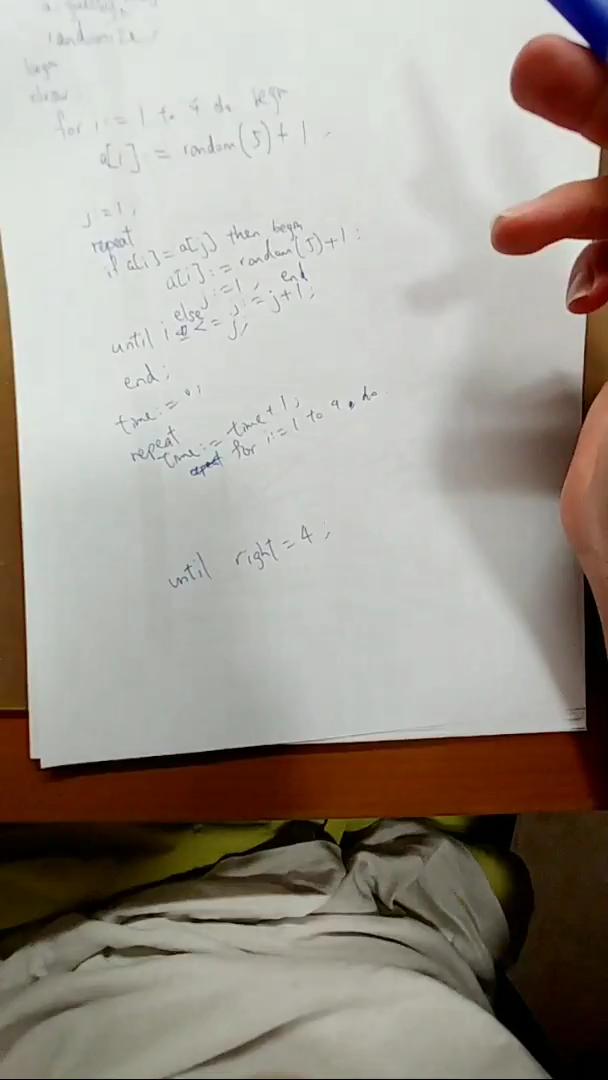 randomize;
begin
clrscr
for i:=1 to 4 do begin
a[i]:=random(5)+1;
j:=1;
repeat
if a[i]=a[j] then begin
a[i]:=random(5)+1;
j:=1; end
else j:=j+1;
until i<=j;
end;
time:=0;
repeat
time:=time+1;
for i:=1 to 4 do
until right=4;